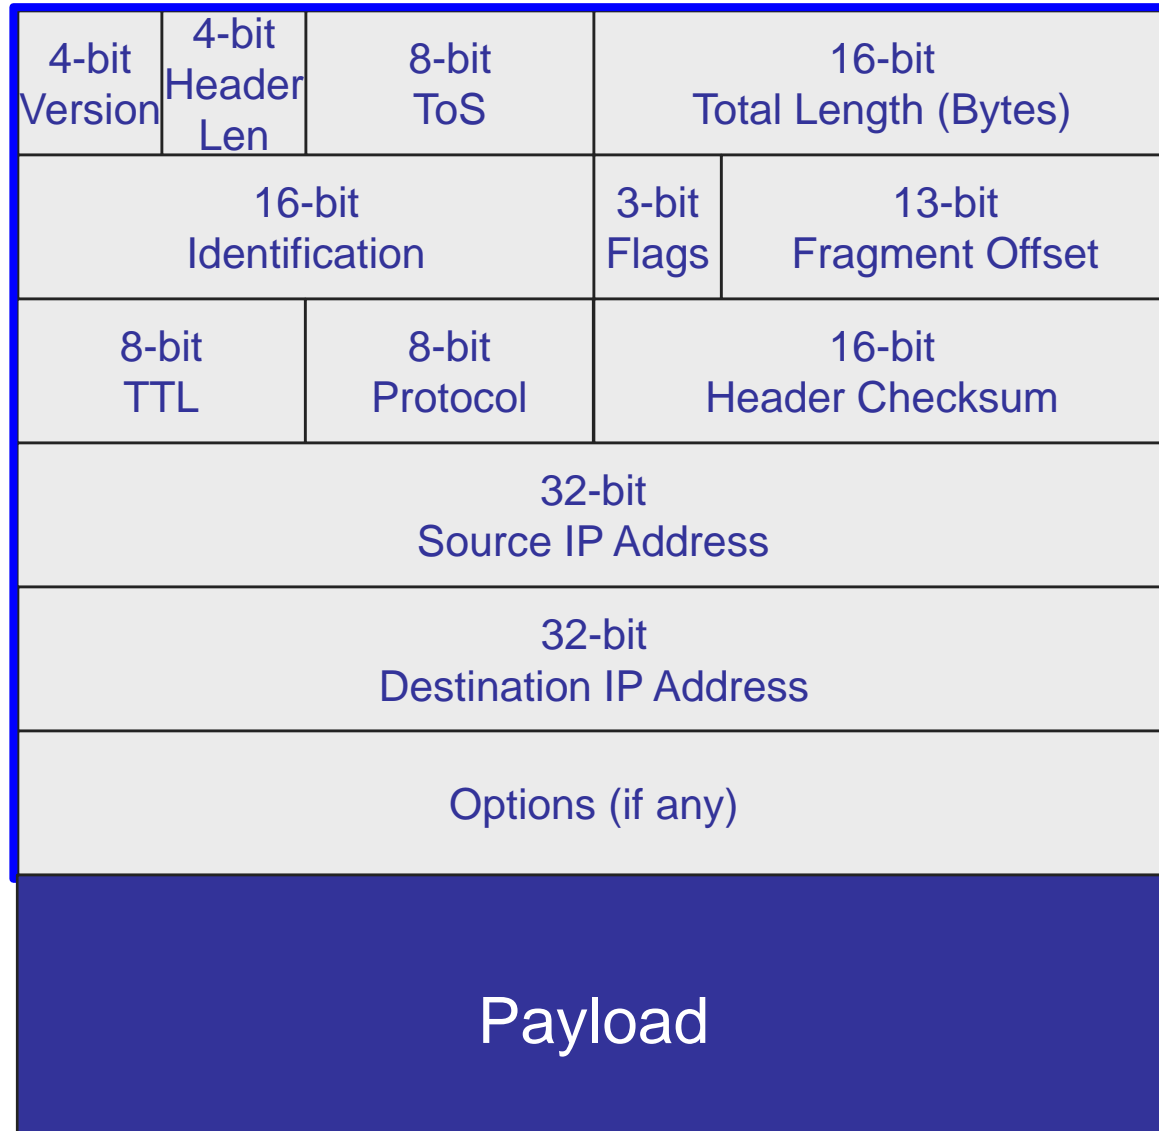 4-bit
Version
4-bit
Header
Len
8-bit
ToS
16-bit
Total Length (Bytes)
16-bit
Identification
3-bit
Flags
13-bit
Fragment Offset
8-bit
TTL
8-bit
Protocol
16-bit
Header Checksum
32-bit
Source IP Address
32-bit
Destination IP Address
Options (if any)
Payload